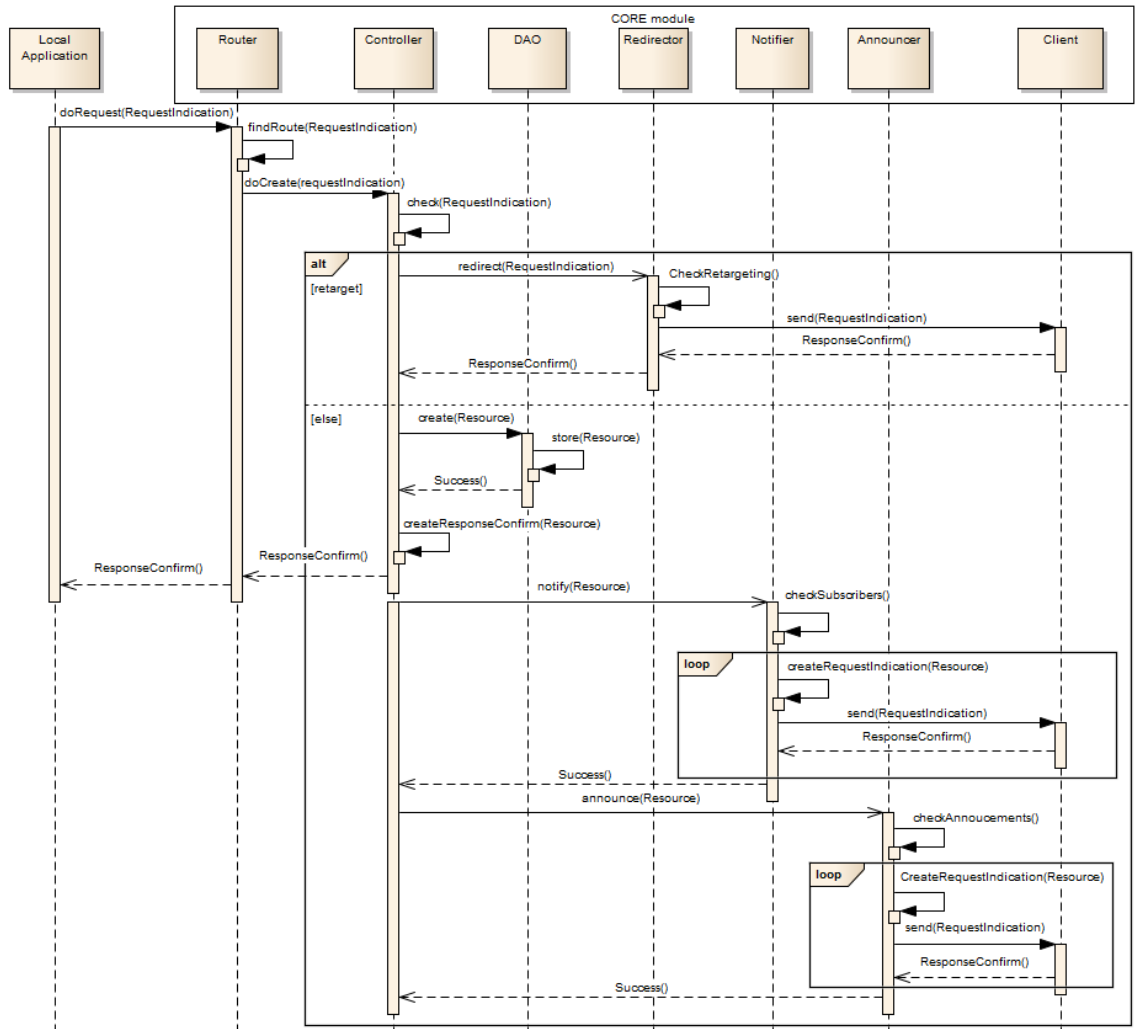 CORE module
Local
Application
Router
Controller
DAO
Redirector
Notifier
Announcer
Client
doRequest(RequestIndication)
findRoute(RequestIndication)
doCreate(requestIndication)
check(RequestIndication)
alt
redirect(RequestIndication)
CheckRetargeting()
[retarget]
send(RequestIndication)
ResponseConfirm()
ResponseConfirm()
[else]
create(Resource)
store(Resource)
Success()
createResponseConfirm(Resource)
ResponseConfirm()
ResponseConfirm()
notify(Resource)
checkSubscribers()
loop
createRequestIndication(Resource)
send(RequestIndication)
ResponseConfirm()
Success()
announce(Resource)
checkAnnoucements()
loop
CreateRequestIndication(Resource)
send(RequestIndication)
ResponseConfirm()
Success()